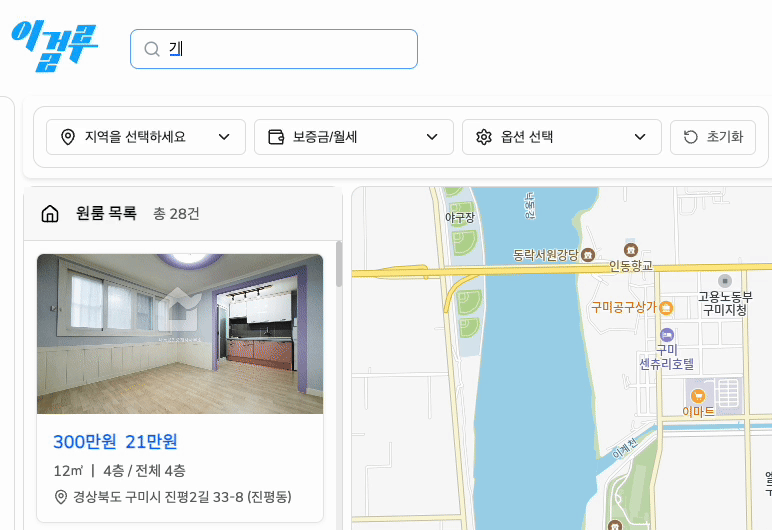 이걸루
기
지역을 선택하세요
보증금/월세
옵션 선택
초기화
원룸 목록 총 28건
300만원 21만원
12㎡ | 4층 / 전체 4층
경상북도 구미시 진평2길 33-8 (진평동)
야구장
낙동강
동락서원강당
인동향교
구미공구상가
고용노동부
구미지청
구미
센츄리호텔
이마트
이계천